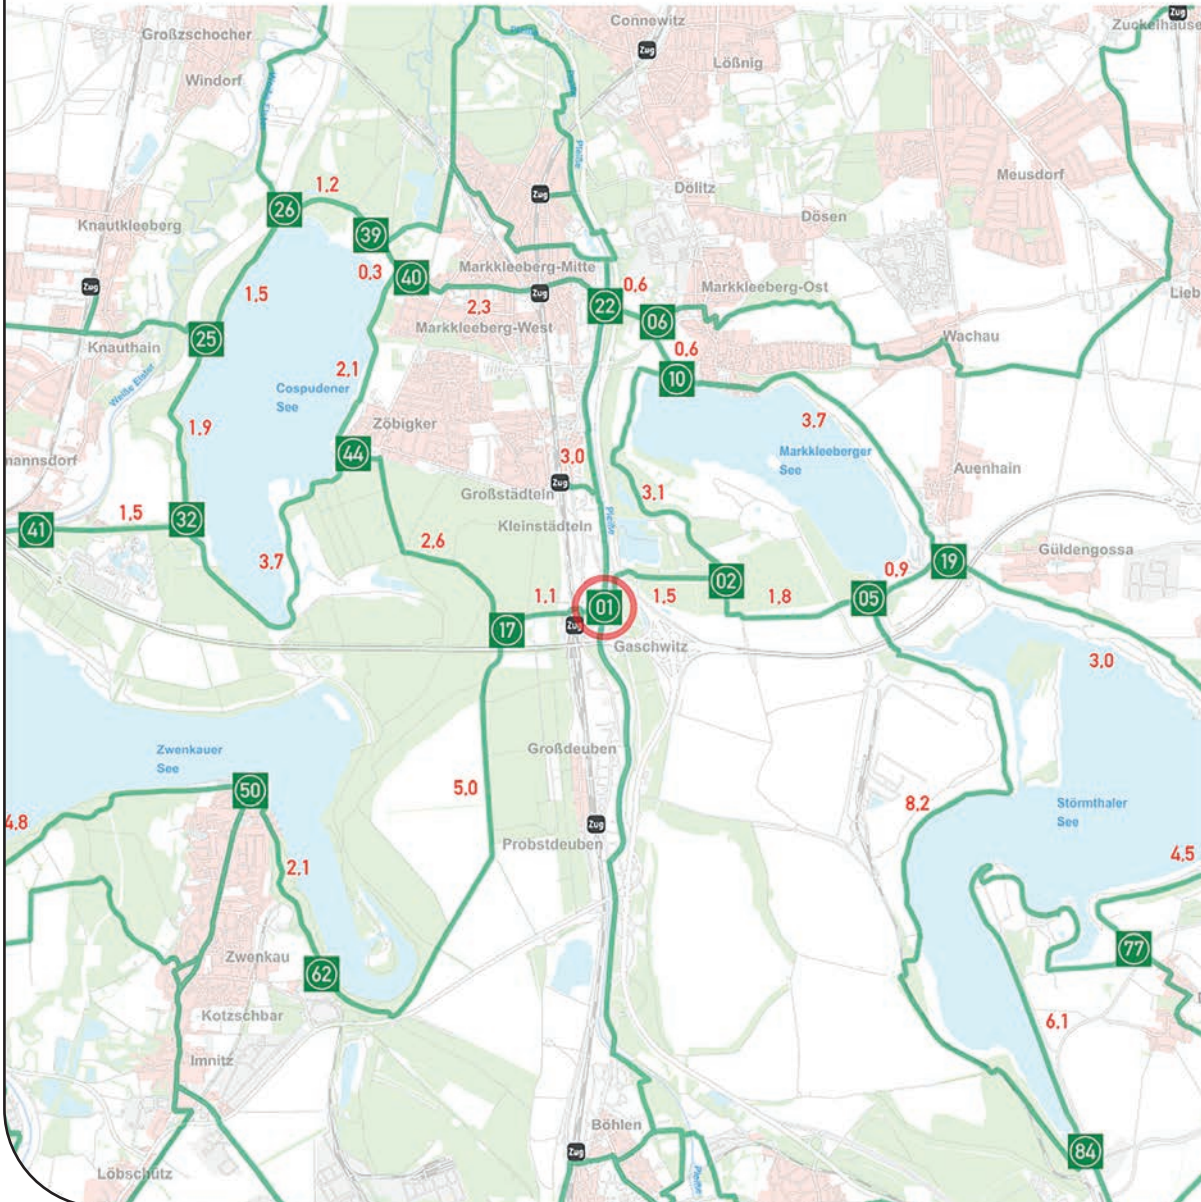 Connewitz
Zug
Zuckelhause
Großzschocher
Zug
Lößnig
Windorf
Pleiße
Meusdorf
1.2
Zug
Dölitz
26
Dösen
Knautkleeberg
39
0.3
40
Markkleeberg-Mitte
Zug
1.5
2.3
Zug
0.6
Markkleeberg-Ost
Lieb
22
06
25
Markkleeberg-West
Knauthain
Wachau
0.6
2.1
10
Weiße Elster
Cospudener
See
1.9
Zöbigker
3.7
44
3.0
Markkleeberger
See
mannsdorf
Auenhain
Zug
Großstädteln
3.1
1.5
32
Kleinstädteln
Pleiße
41
2.6
Güldengossa
3.7
19
0.9
02
1.1
01
1.5
1.8
05
17
Zug
Gaschwitz
3.0
Zwenkauer
See
Großdeuben
50
5,0
8.2
Störmthaler
See
4.8
Zug
Probstdeuben
4.5
2.1
77
Zwenkau
62
Kotzschbar
6.1
Imnitz
Böhlen
Zug
84
Löbschütz
Pleiße